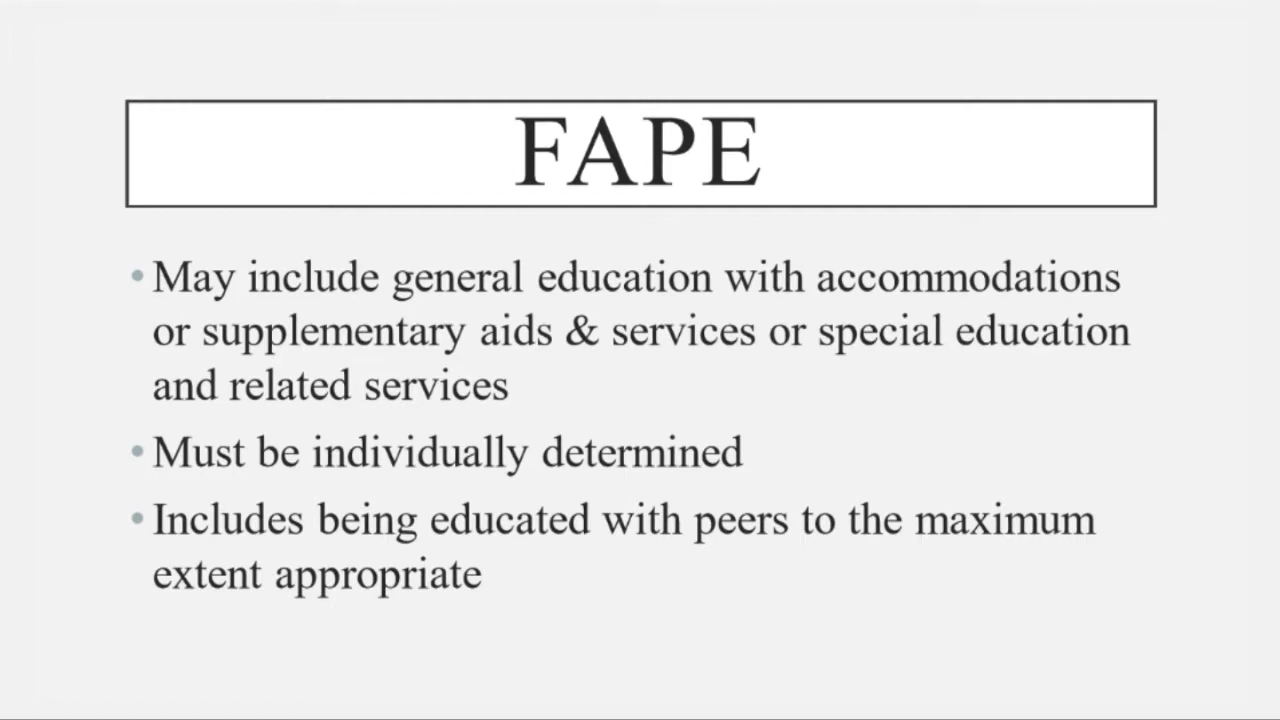 FAPE
• May include general education with accommodations
or supplementary aids & services or special education
and related services
• Must be individually determined
• Includes being educated with peers to the maximum
extent appropriate